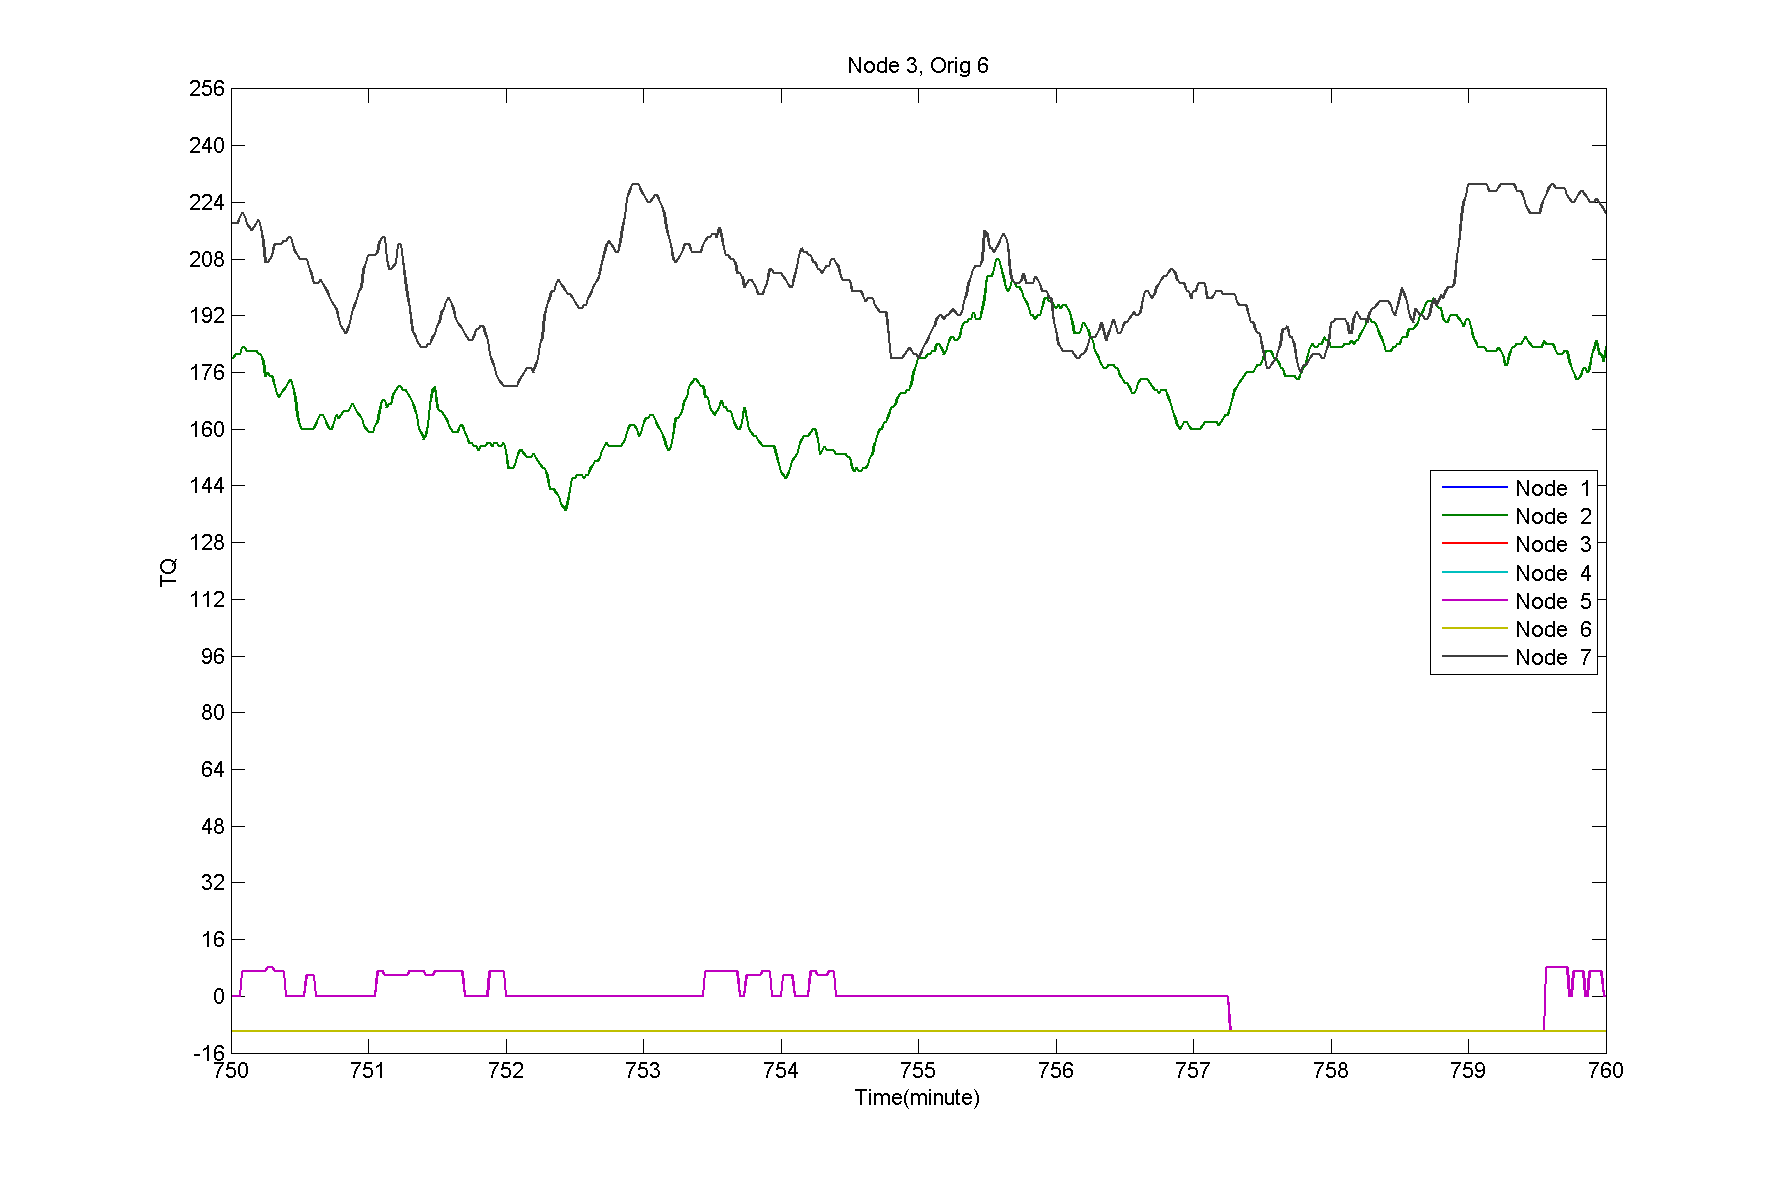 Node 3, Orig 6
256
240
224
208
192
176
160
144
128
112
96
80
64
48
32
16
0
-16
TQ
Node 1
Node 2
Node 3
Node 4
Node 5
Node 6
Node 7
750 751 752 753 754 755 756 757 758 759 760
Time(minute)